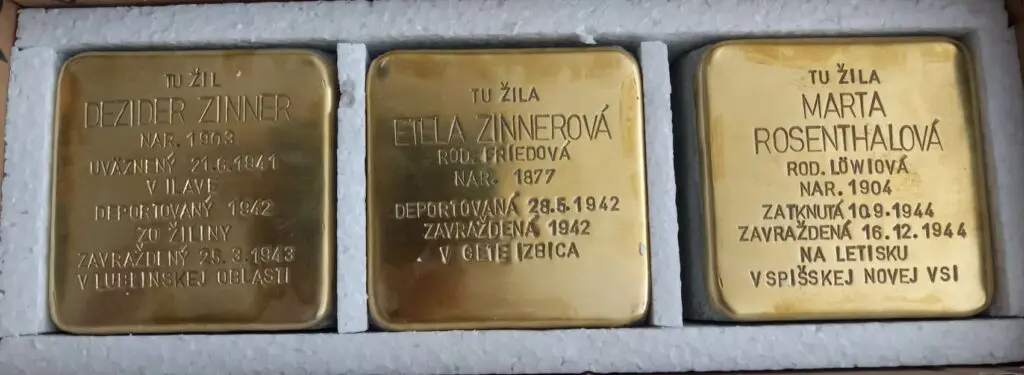 TU ŽIL
DEZIDER ZINNER
NAR. 1903
UVÄZNENÝ 21.6.1941
V ILAVE
DEPORTOVANÝ 1942
ZO ŽILINY
ZAVRAŽDENÝ 25.3.1943
V LUBLINSKEJ OBLASTI
TU ŽILA
ETELA ZINNEROVÁ
ROD. FRIEDOVÁ
NAR. 1877
DEPORTOVANÁ 28.5.1942
ZAVRAŽDENÁ 1942
V GETE IZBICA
TU ŽILA
MARTA
ROSENTHALOVÁ
ROD. LÖWIOVÁ
NAR. 1904
ZATKNUTÁ 10.9.1944
ZAVRAŽDENÁ 16.12.1944
NA LETISKU
V SPIŠSKEJ NOVEJ VSI